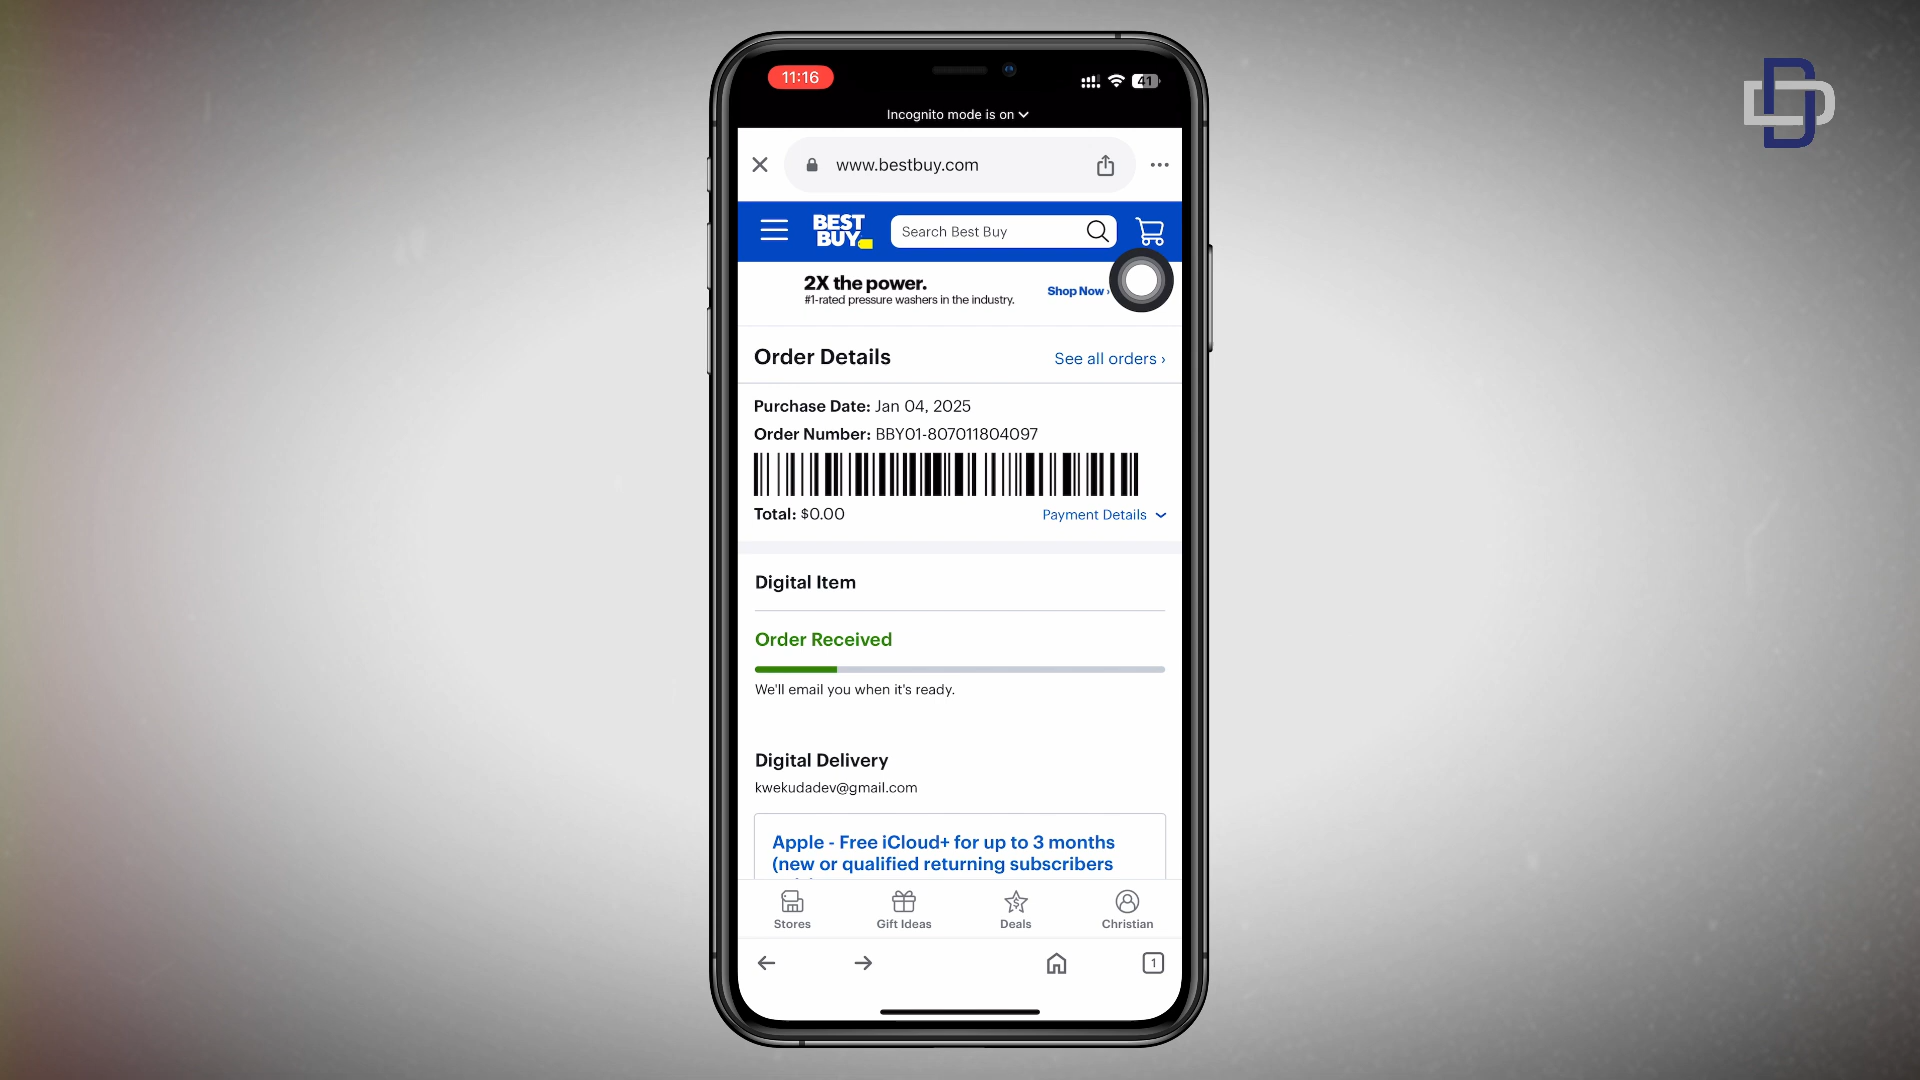 11:16
41
Incognito mode is on
www.bestbuy.com
BEST
BUY
Search Best Buy
2X the power.
#1-rated pressure washers in the industry.
Shop Now ›
Order Details
See all orders ›
Purchase Date: Jan 04, 2025
Order Number: BBY01-807011804097
Total: $0.00
Payment Details
Digital Item
Order Received
We'll email you when it's ready.
Digital Delivery
kwekudadev@gmail.com
Apple - Free iCloud+ for up to 3 months
(new or qualified returning subscribers
Stores
Gift Ideas
Deals
Christian
1